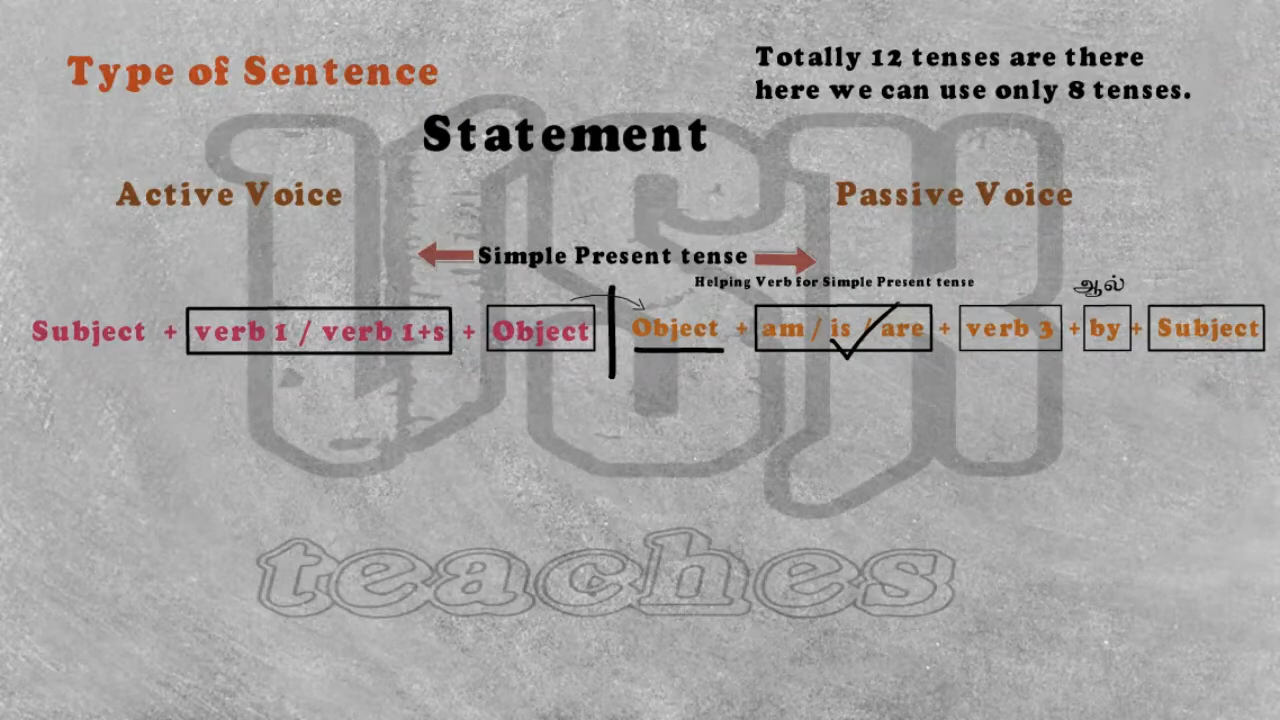 Type of Sentence
Totally 12 tenses are there
here we can use only 8 tenses.
Statement
Active Voice
Passive Voice
Simple Present tense
Helping Verb for Simple Present tense
ஆல்
Subject + verb 1 / verb 1+s + Object
Object + am / is / are + verb 3 + by + Subject
USH
teaches